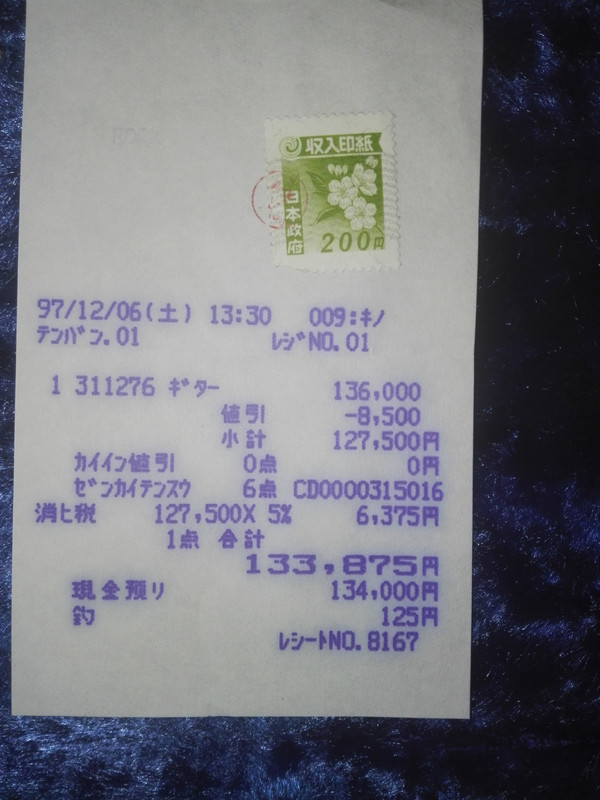 収入印紙
日本政府
200円
97/12/06(土) 13:30 009:ｷﾉ
ﾃﾝﾊﾞﾝ.01 ﾚｼﾞNO.01
1 311276 ｷﾞﾀｰ 136,000
値引 -8,500
小計 127,500円
ｶｲｲﾝ値引 0点 0円
ｾﾞﾝｶｲﾃﾝｽｳ 6点 CD0000315016
消ヒ税 127,500X 5% 6,375円
1点 合計
133,875円
現金預り 134,000円
釣 125円
ﾚｼｰﾄNO.8167